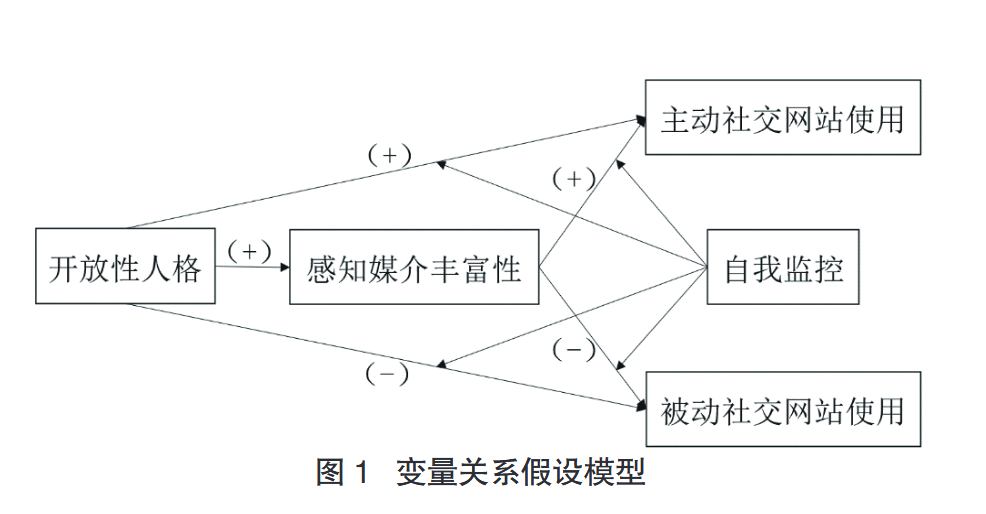 主动社交网站使用
(+)
(+)
开放性人格
(+)
感知媒介丰富性
自我监控
(-)
(-)
被动社交网站使用
图 1 变量关系假设模型